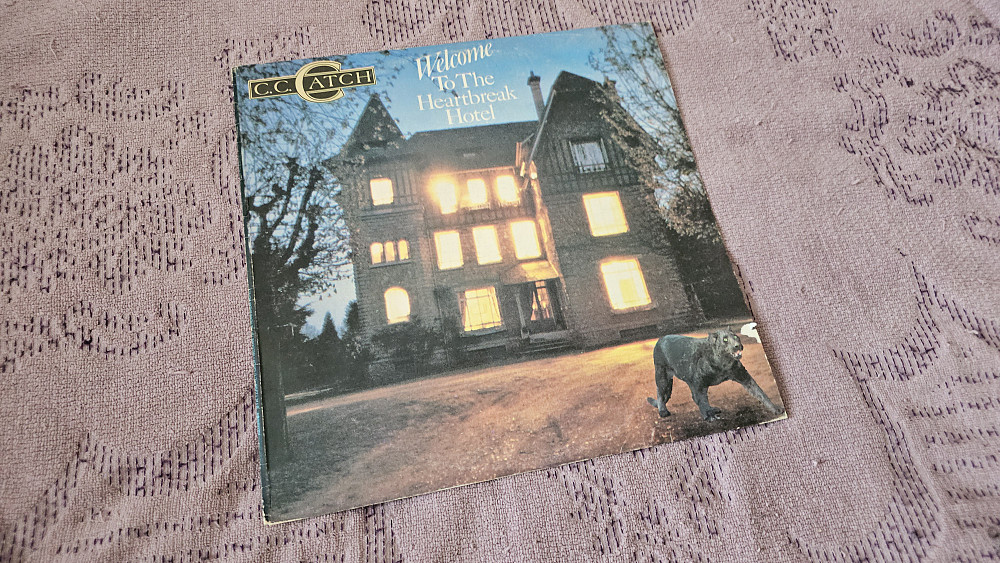 C.C. CATCH
Welcome
To The
Heartbreak
Hotel